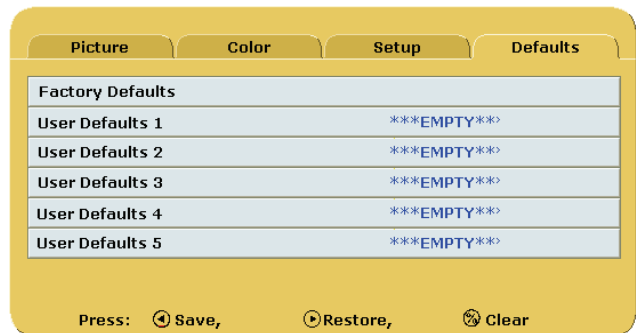 Picture Color Setup Defaults
Factory Defaults
User Defaults 1 ***EMPTY**›
User Defaults 2 ***EMPTY**›
User Defaults 3 ***EMPTY**›
User Defaults 4 ***EMPTY**›
User Defaults 5 ***EMPTY**›
Press: Save, Restore, Clear